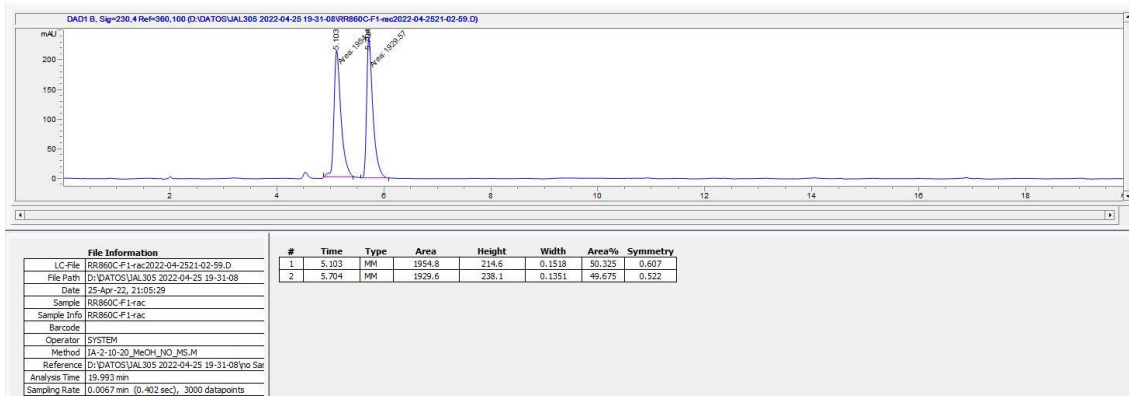 DAD1 B, Sig=230,4 Ref=360,100 (D:\DATOS\JAL305 2022-04-25 19-31-08\RR860C-F1-rac2022-04-2521-02-59.D)
mAU
200
150
100
50
0
5.103
Area: 1954.8
5.704
Area: 1929.57
2 4 6 8 10 12 14 16 18
File Information
LC-File RR860C-F1-rac2022-04-2521-02-59.D
File Path D:\DATOS\JAL305 2022-04-25 19-31-08
Date 25-Apr-22, 21:05:29
Sample RR860C-F1-rac
Sample Info RR860C-F1-rac
Barcode
Operator SYSTEM
Method IA-2-10-20_MeOH_NO_MS.M
Reference D:\DATOS\JAL305 2022-04-25 19-31-08\no Sar
Analysis Time 19.993 min
Sampling Rate 0.0067 min (0.402 sec), 3000 datapoints
# Time Type Area Height Width Area% Symmetry
1 5.103 MM 1954.8 214.6 0.1518 50.325 0.607
2 5.704 MM 1929.6 238.1 0.1351 49.675 0.522